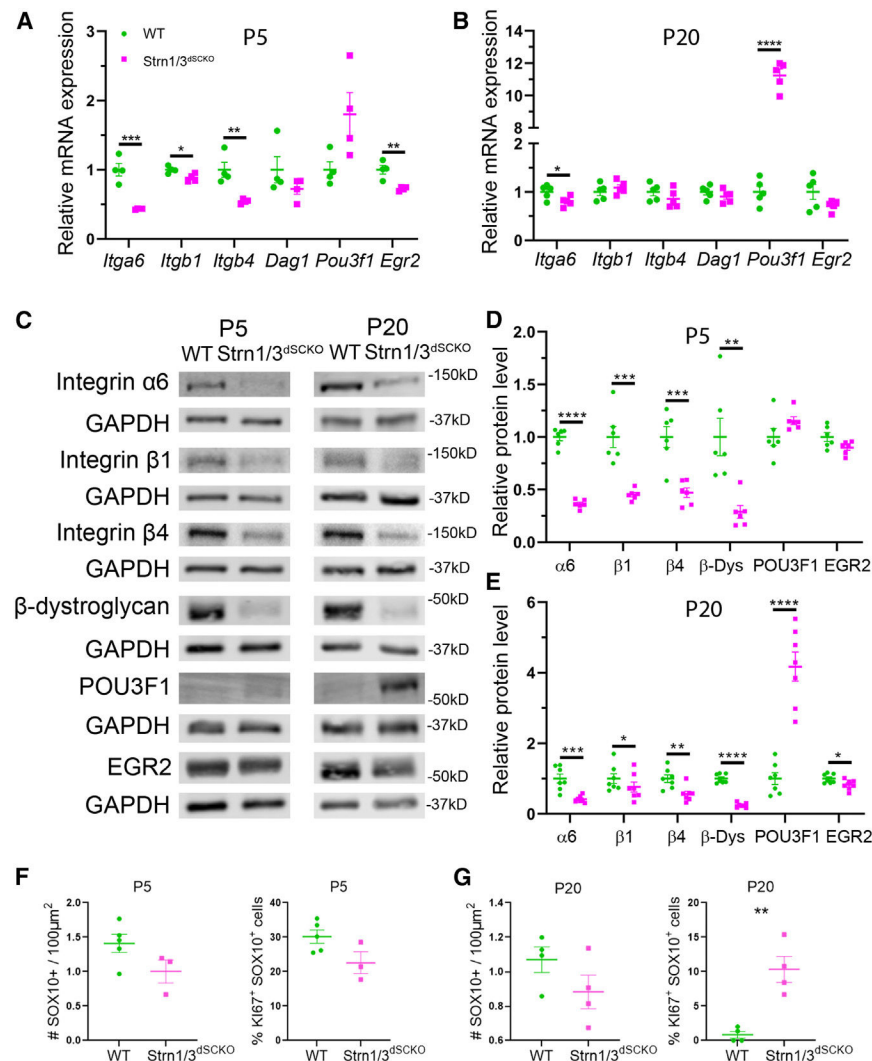 A
P5
WT
Strn1/3dSCKO
Relative mRNA expression
3
2
1
0
***
*
**
**
Itga6 Itgb1 Itgb4 Dag1 Pou3f1 Egr2
B
P20
Relative mRNA expression
14
12
10
8
2
1
0
*
****
Itga6 Itgb1 Itgb4 Dag1 Pou3f1 Egr2
C
P5 P20
WT Strn1/3dSCKO WT Strn1/3dSCKO
Integrin α6 -150kD
GAPDH -37kD
Integrin β1 -150kD
GAPDH -37kD
Integrin β4 -150kD
GAPDH -37kD
β-dystroglycan -50kD
GAPDH -37kD
POU3F1 -50kD
GAPDH -37kD
EGR2 -50kD
GAPDH -37kD
D
P5
Relative protein level
2.0
1.5
1.0
0.5
0.0
****
***
***
**
α6 β1 β4 β-Dys POU3F1 EGR2
E
P20
Relative protein level
6
4
2
0
***
*
**
****
****
*
α6 β1 β4 β-Dys POU3F1 EGR2
F
P5
# SOX10+ / 100μm²
2.0
1.5
1.0
0.5
0.0
WT Strn1/3dSCKO
P5
% KI67+ SOX10+ cells
40
30
20
10
0
WT Strn1/3dSCKO
G
P20
# SOX10+ / 100μm²
1.4
1.2
1.0
0.8
0.6
WT Strn1/3dSCKO
P20
% KI67+ SOX10+ cells
20
15
10
5
0
**
WT Strn1/3dSCKO